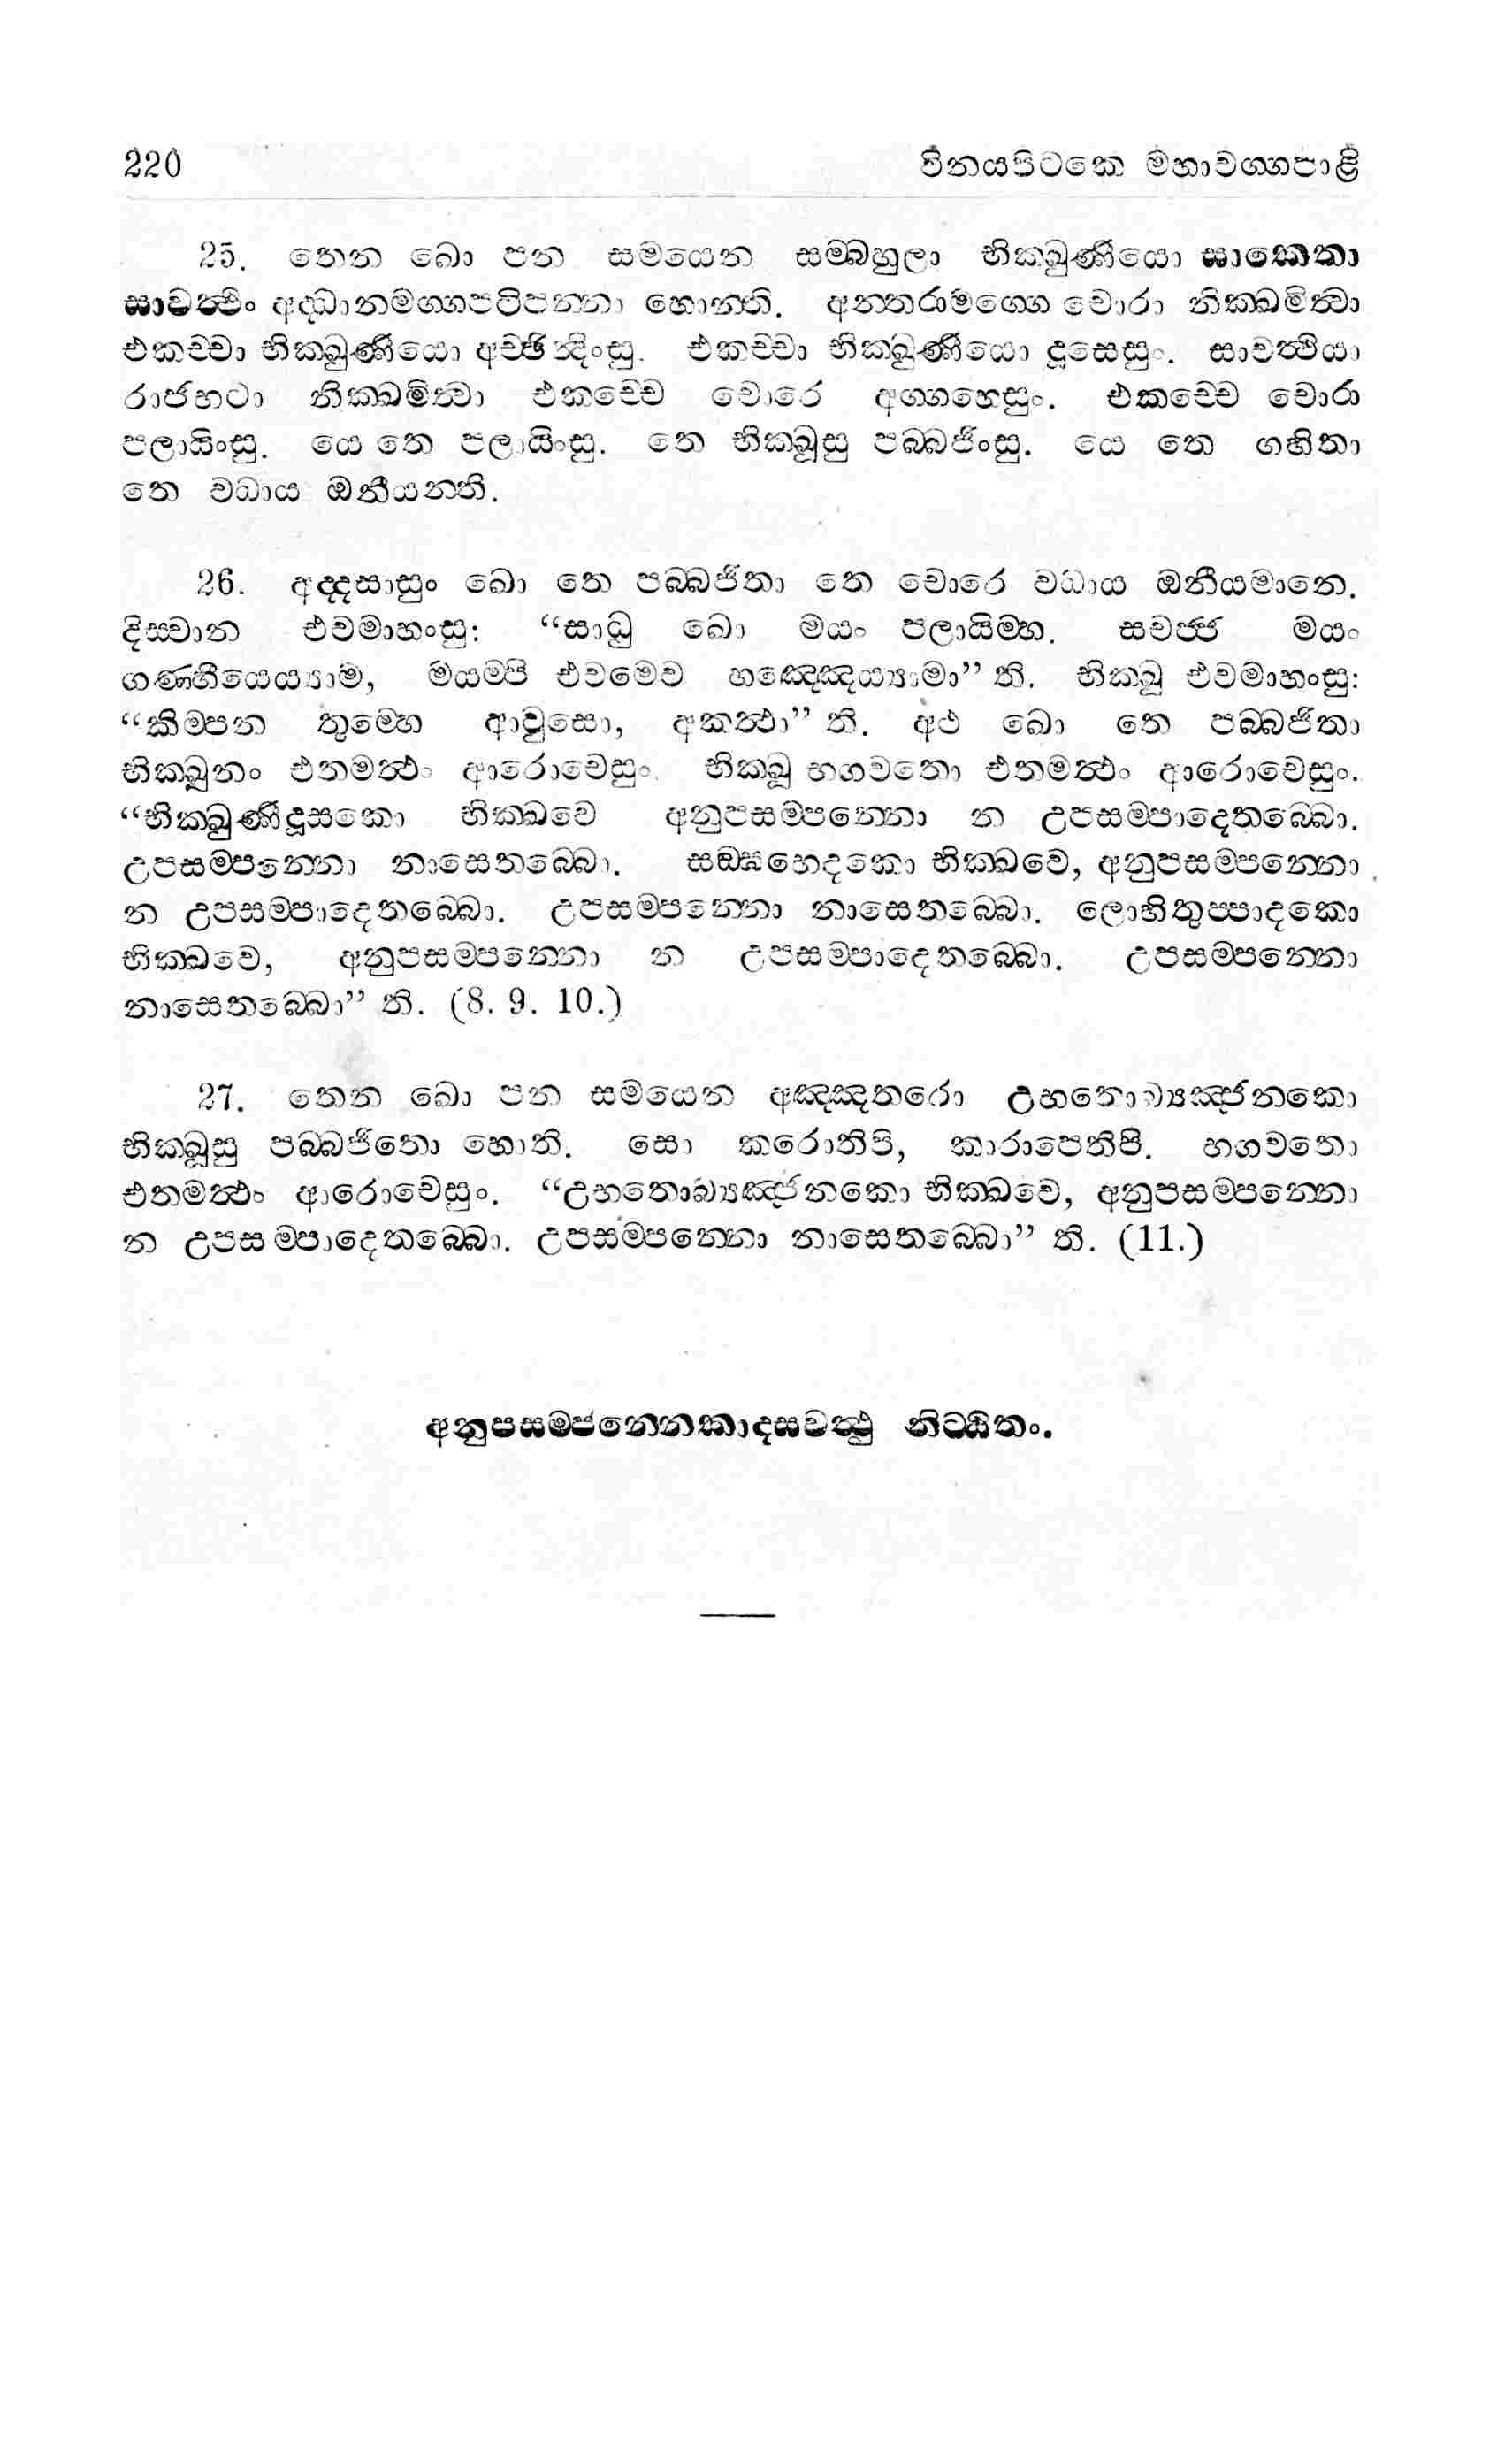 220 විනයපිටකෙ මහාවග්ගපාළි
25. තෙන ඛො පන සමයෙන සම්බහුලා භික්ඛුණියො සාකෙතා
සාවත්ථිං අද්ධානමග්ගපටිපන්නා හොන්ති. අන්තරාමග්ගෙ චොරා නික්ඛමිත්වා
එකච්චා භික්ඛුණියො අච්ඡින්දිංසු. එකච්චා භික්ඛුණියො දූසෙසුං. සාවත්ථියා
රාජභටා නික්ඛමිත්වා එකච්චෙ චොරෙ අග්ගහෙසුං. එකච්චෙ චොරා
පලායිංසු. යෙ තෙ පලායිංසු. තෙ භික්ඛූසු පබ්බජිංසු. යෙ තෙ ගහිතා
තෙ වධාය ඔනීයන්ති.
26. අද්දසාසුං ඛො තෙ පබ්බජිතා තෙ චොරෙ වධාය ඔනීයමානෙ.
දිස්වාන එවමාහංසු: “සාධු ඛො මයං පලායිම්හ. සචජ්ජ මයං
ගණ්හීයෙය්‍යාම, මයම්පි එවමෙව හඤ්ඤෙය්‍යාමා” ති. භික්ඛූ එවමාහංසු:
“කිම්පන තුම්හෙ ආවුසො, අකත්ථා” ති. අථ ඛො තෙ පබ්බජිතා
භික්ඛූනං එතමත්ථං ආරොචෙසුං. භික්ඛූ භගවතො එතමත්ථං ආරොචෙසුං.
“භික්ඛුණිදූසකො භික්ඛවෙ අනුපසම්පන්නො න උපසම්පාදෙතබ්බො.
උපසම්පන්නො නාසෙතබ්බො. සඞ්ඝභෙදකො භික්ඛවෙ, අනුපසම්පන්නො
න උපසම්පාදෙතබ්බො. උපසම්පන්නො නාසෙතබ්බො. ලොහිතුප්පාදකො
භික්ඛවෙ, අනුපසම්පන්නො න උපසම්පාදෙතබ්බො. උපසම්පන්නො
නාසෙතබ්බො” ති. (8. 9. 10.)
27. තෙන ඛො පන සමයෙන අඤ්ඤතරො උභතොබ්‍යඤ්ජනකො
භික්ඛූසු පබ්බජිතො හොති. සො කරොතිපි, කාරාපෙතිපි. භගවතො
එතමත්ථං ආරොචෙසුං. “උභතොබ්‍යඤ්ජනකො භික්ඛවෙ, අනුපසම්පන්නො
න උපසම්පාදෙතබ්බො. උපසම්පන්නො නාසෙතබ්බො” ති. (11.)
අනුපසම්පන්නෙකාදසවත්ථු නිට්ඨිතං.